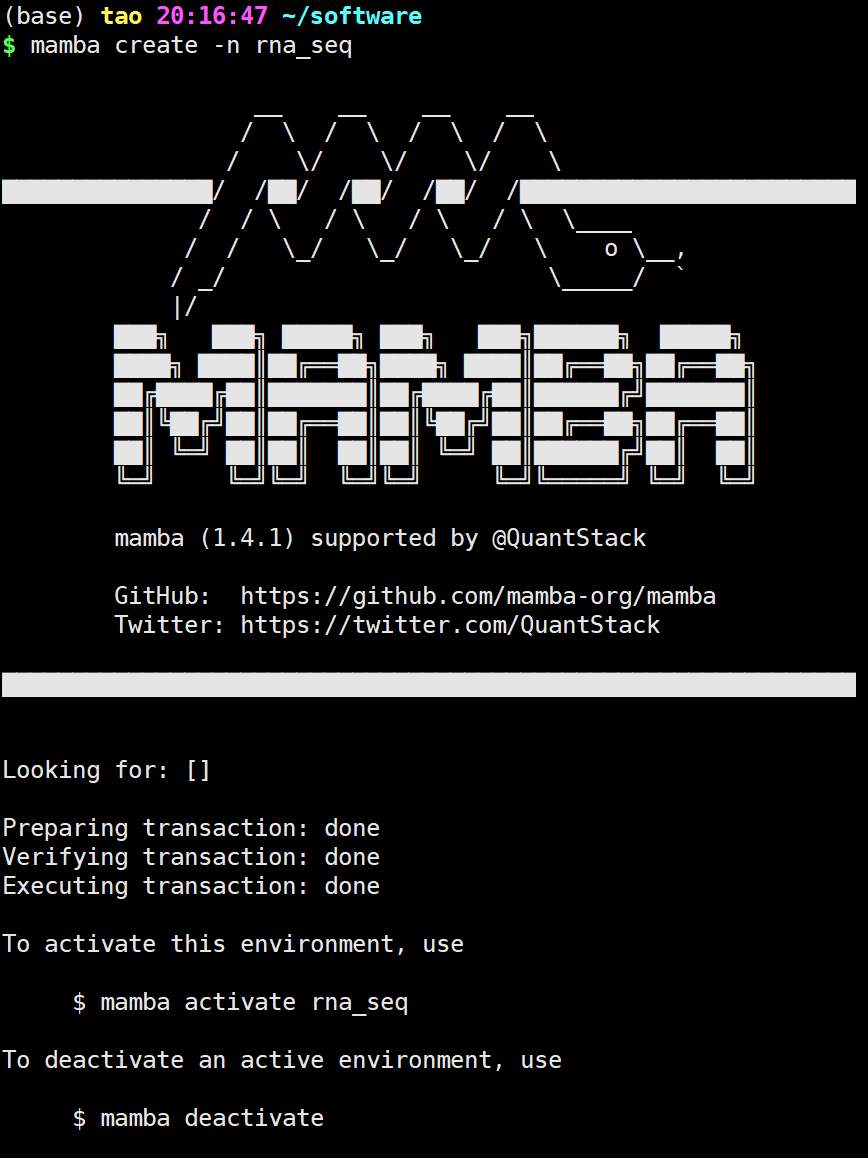 (base) tao 20:16:47 ~/software
$ mamba create -n rna_seq
MAMBA
mamba (1.4.1) supported by @QuantStack
GitHub:  https://github.com/mamba-org/mamba
Twitter: https://twitter.com/QuantStack
Looking for: []
Preparing transaction: done
Verifying transaction: done
Executing transaction: done
To activate this environment, use
$ mamba activate rna_seq
To deactivate an active environment, use
$ mamba deactivate